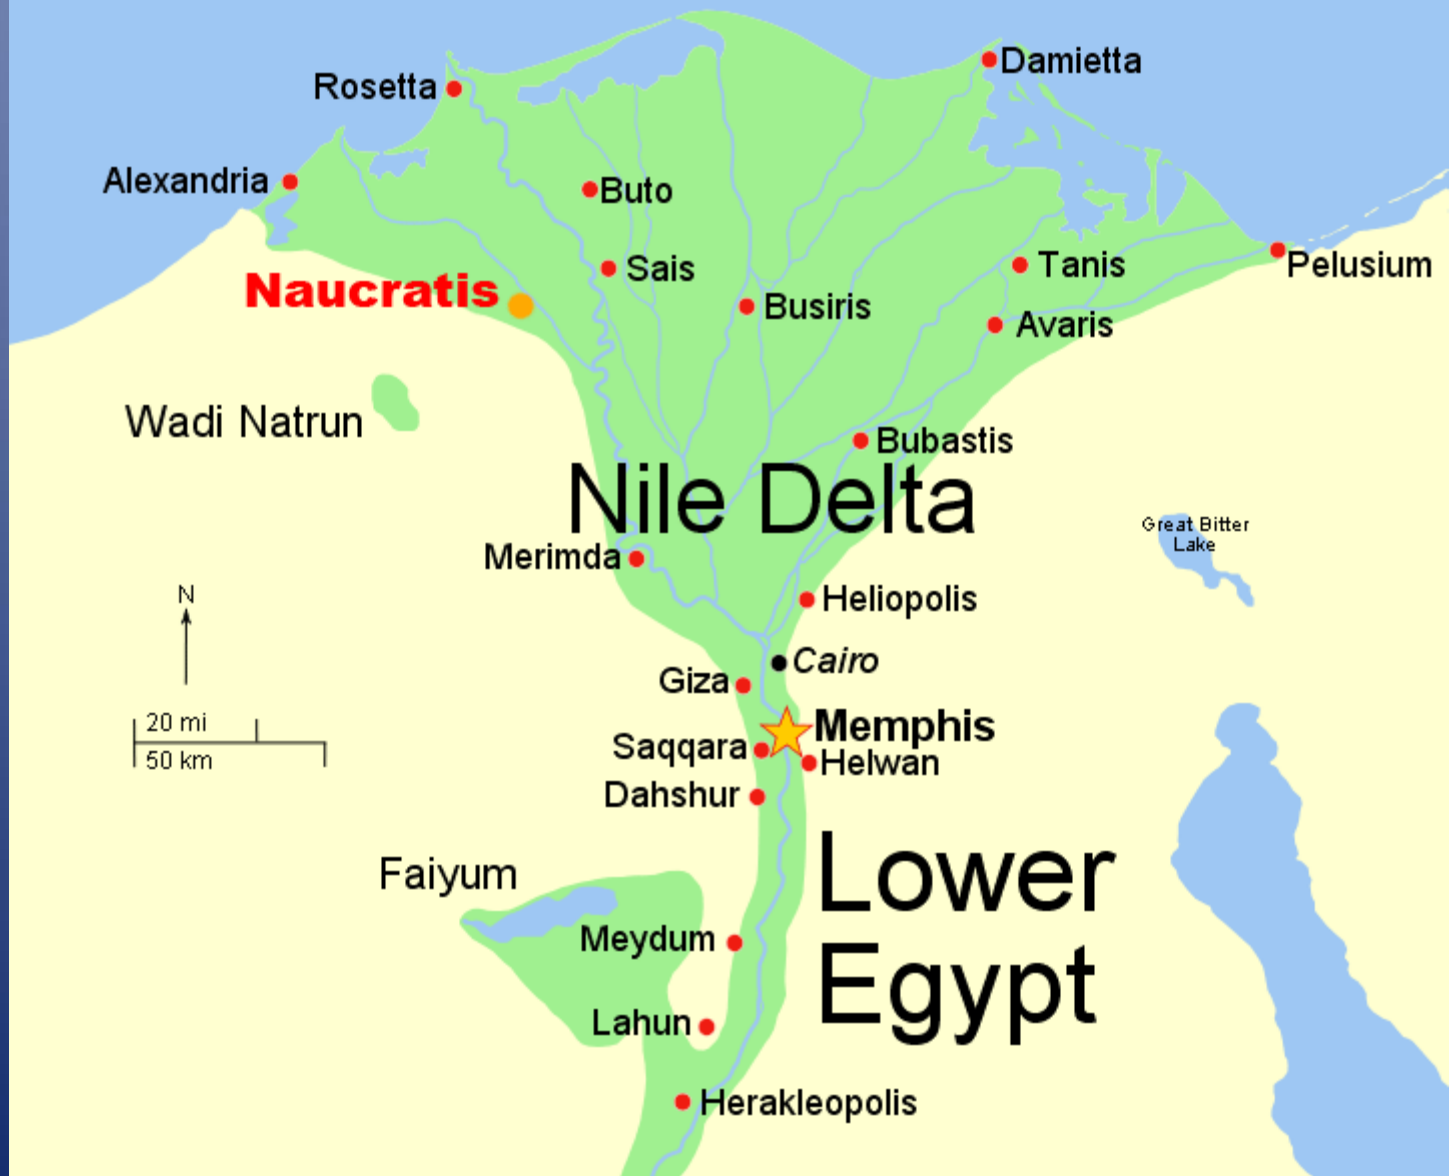 Damietta
Rosetta
Alexandria
Buto
Sais
Tanis
Pelusium
Naucratis
Busiris
Avaris
Wadi Natrun
Bubastis
Nile Delta
Great Bitter
Lake
Merimda
N
Heliopolis
Cairo
Giza
20 mi
50 km
Memphis
Saqqara
Helwan
Dahshur
Faiyum
Lower
Egypt
Meydum
Lahun
Herakleopolis